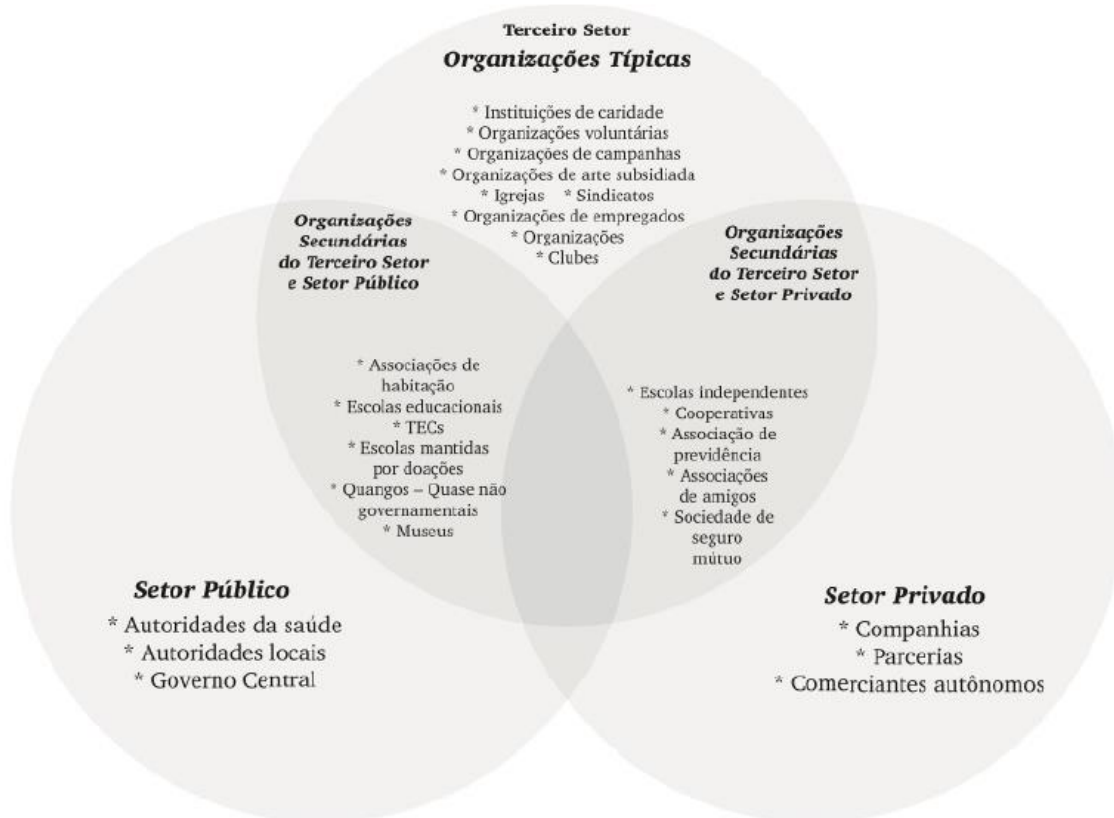 Terceiro Setor
Organizações Típicas
* Instituições de caridade
* Organizações voluntárias
* Organizações de campanhas
* Organizações de arte subsidiada
* Igrejas * Sindicatos
* Organizações de empregados
* Organizações
* Clubes
Organizações
Secundárias
do Terceiro Setor
e Setor Público
Organizações
Secundárias
do Terceiro Setor
e Setor Privado
* Associações de
habitação
* Escolas educacionais
* TECs
* Escolas mantidas
por doações
* Quangos – Quase não
governamentais
* Museus
* Escolas independentes
* Cooperativas
* Associação de
previdência
* Associações
de amigos
* Sociedade de
seguro
mútuo
Setor Público
* Autoridades da saúde
* Autoridades locais
* Governo Central
Setor Privado
* Companhias
* Parcerias
* Comerciantes autônomos